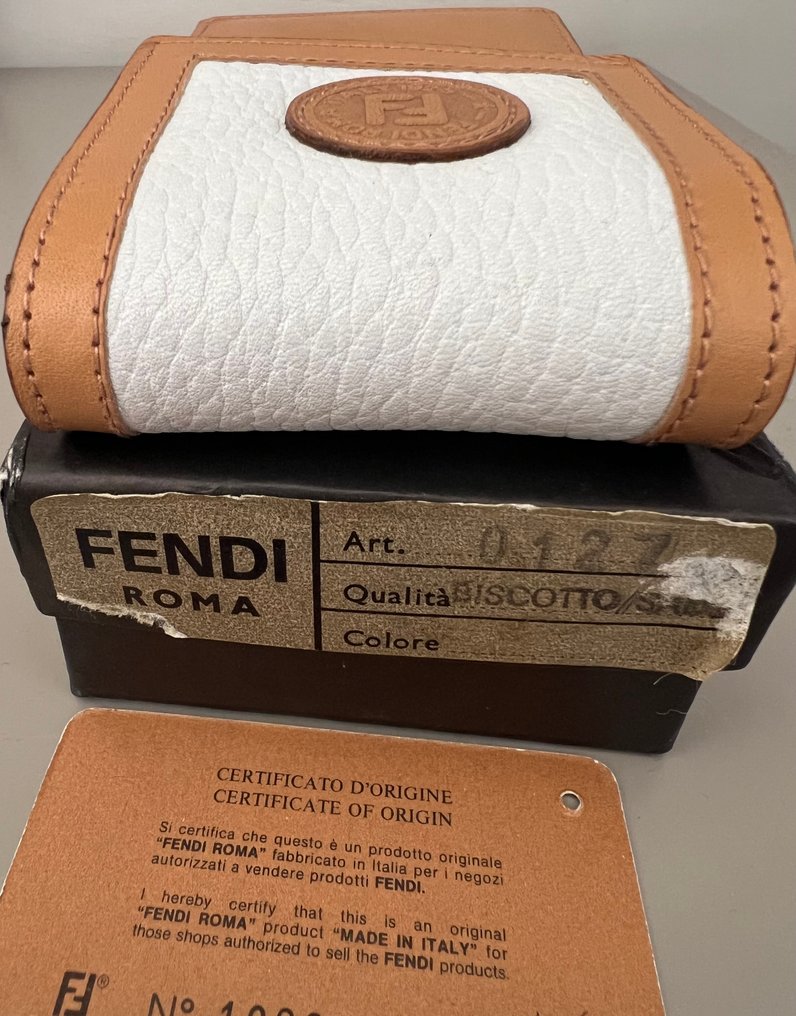 FENDI
ROMA
Art. 0127
Qualità BISCOTTO/
Colore
CERTIFICATO D'ORIGINE
CERTIFICATE OF ORIGIN
Si certifica che questo è un prodotto originale
"FENDI ROMA" fabbricato in Italia per i negozi
autorizzati a vendere prodotti FENDI.
I hereby certify that this is an original
"FENDI ROMA" product "MADE IN ITALY" for
those shops authorized to sell the FENDI products.
®
Nº